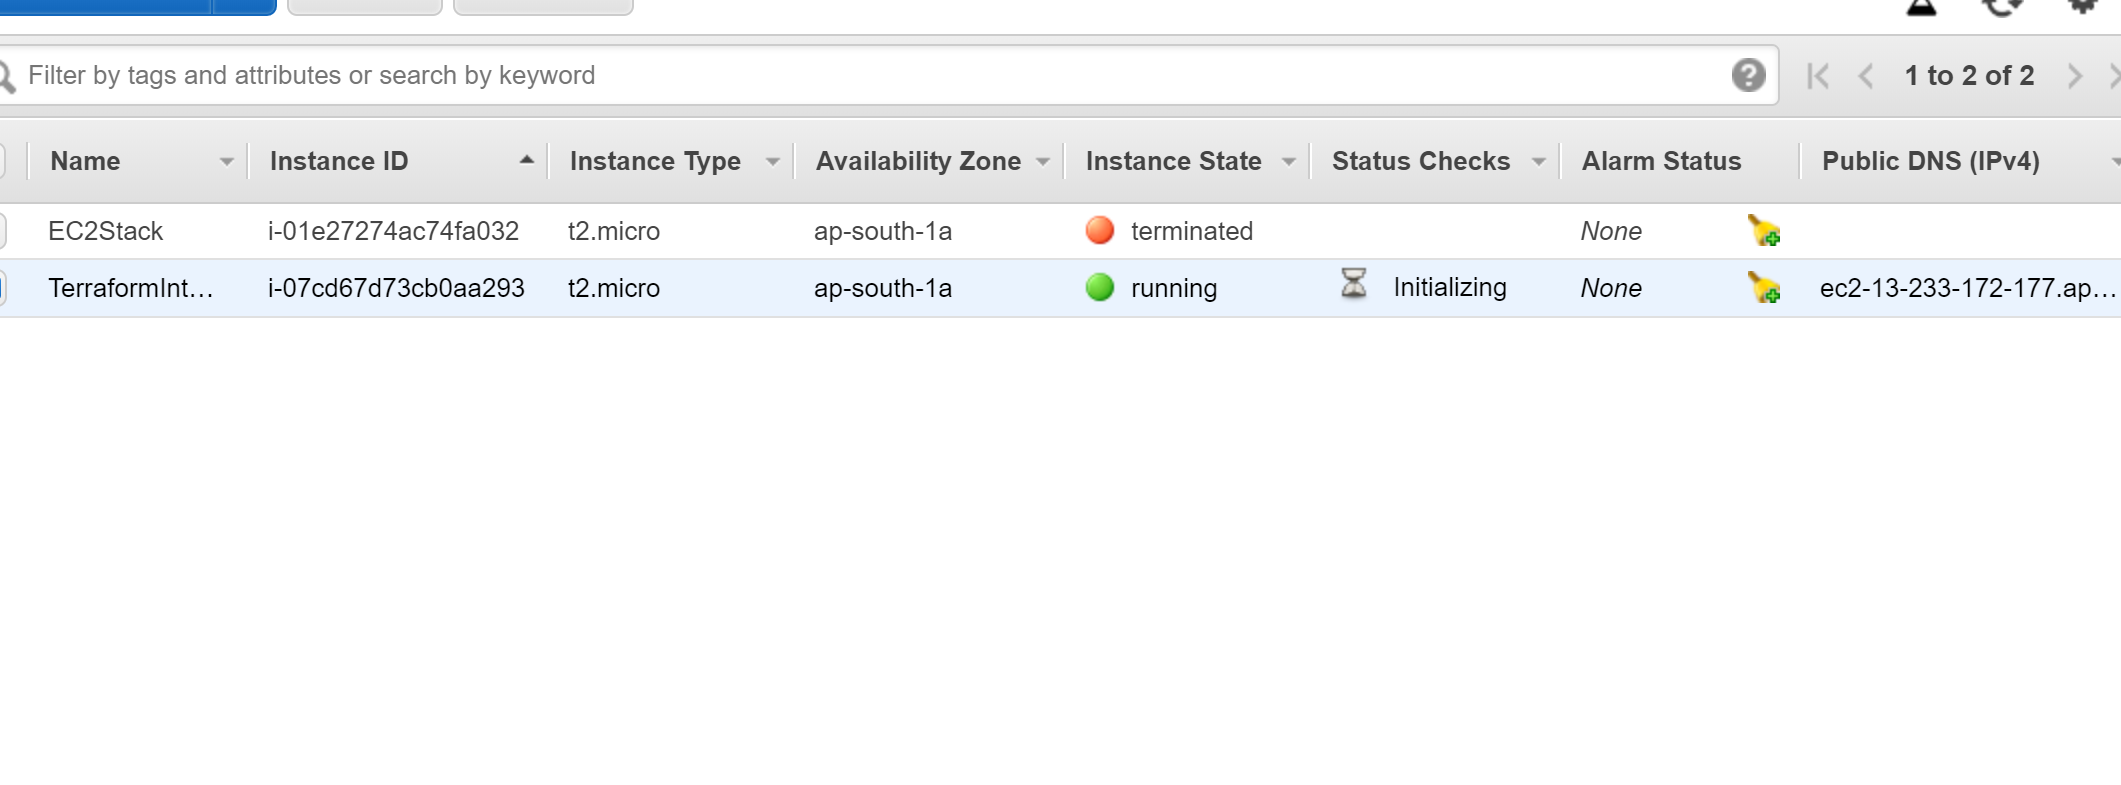 Filter by tags and attributes or search by keyword
1 to 2 of 2
Name Instance ID Instance Type Availability Zone Instance State Status Checks Alarm Status Public DNS (IPv4)
EC2Stack i-01e27274ac74fa032 t2.micro ap-south-1a terminated None
TerraformInt... i-07cd67d73cb0aa293 t2.micro ap-south-1a running Initializing None ec2-13-233-172-177.ap...